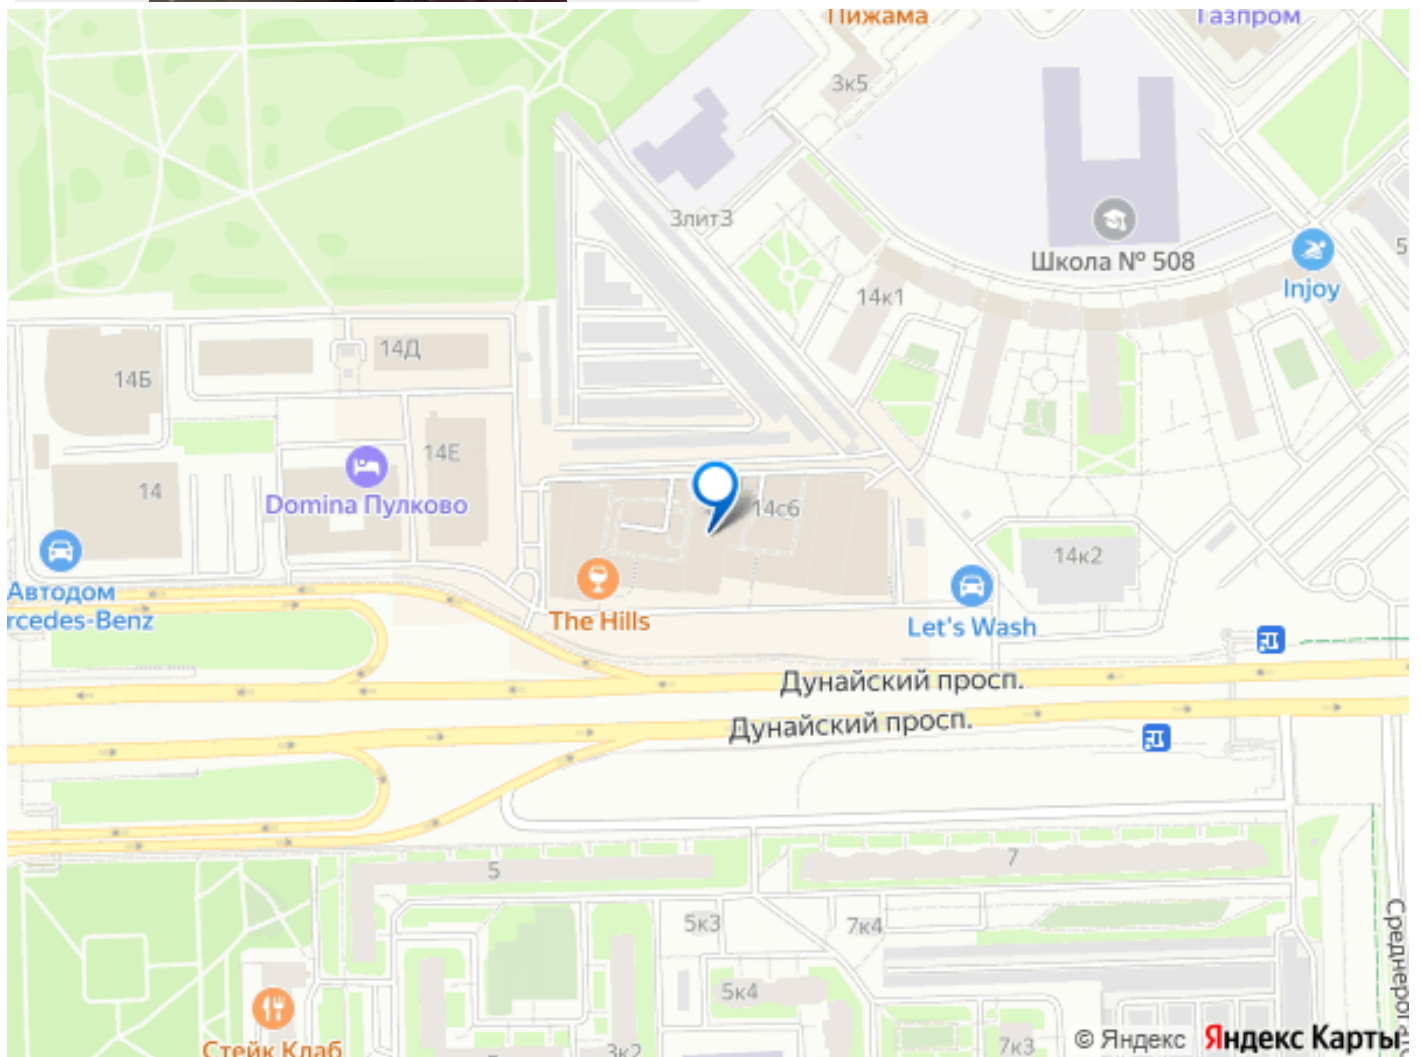 Пижама
Газпром
3к5
3лит3
Школа № 508
Injoy
5
14к1
14Д
14Б
14Е
14
Domina Пулково
14с6
14к2
Автодом
rcedes-Benz
The Hills
Let's Wash
Дунайский просп.
Дунайский просп.
5
7
5к3
7к4
5к4
Стейк Клаб
3к2
7к3
© Яндекс Яндекс Карты